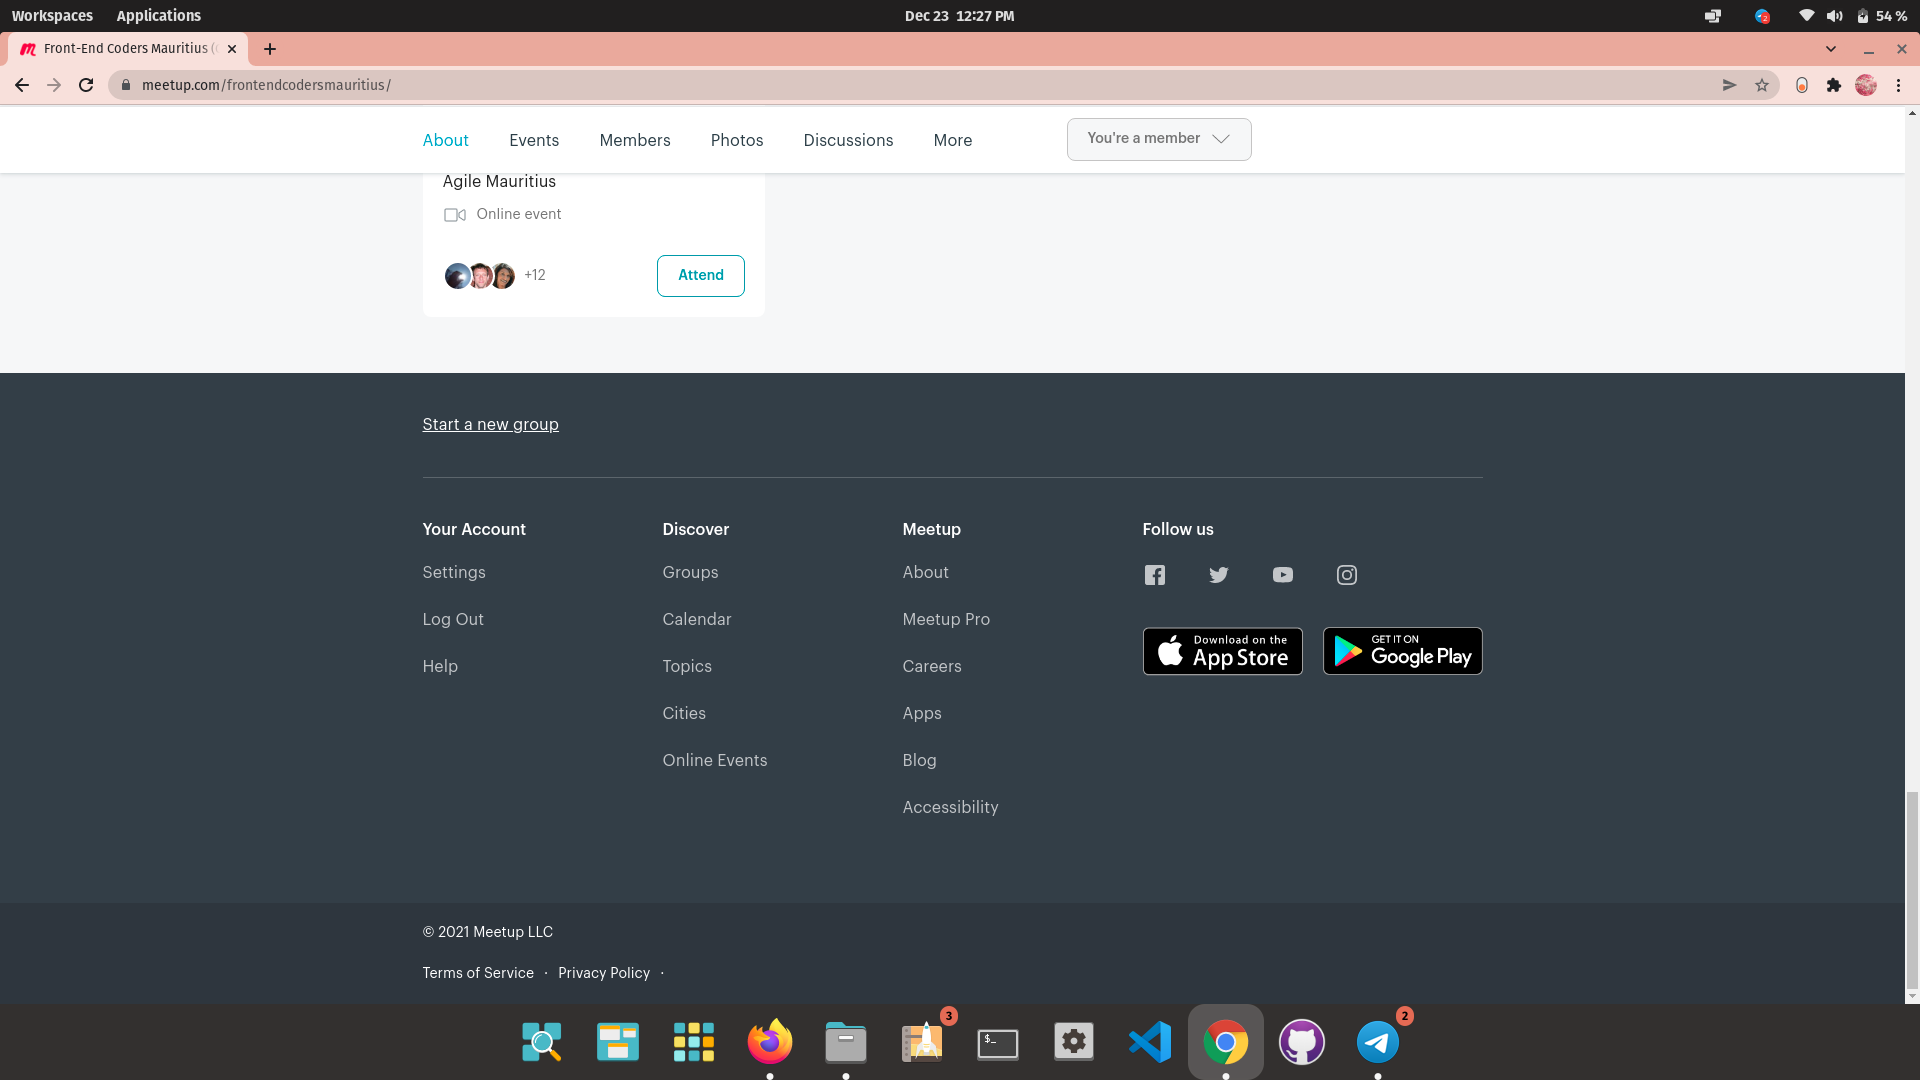 Workspaces Applications Dec 23 12:27 PM 2 54 %
Front-End Coders Mauritius (
meetup.com/frontendcodersmauritius/
About Events Members Photos Discussions More You're a member
Agile Mauritius
Online event
+12 Attend
Start a new group
Your Account Discover Meetup Follow us
Settings Groups About
Log Out Calendar Meetup Pro
Download on the App Store GET IT ON Google Play
Help Topics Careers
Cities Apps
Online Events Blog
Accessibility
© 2021 Meetup LLC
Terms of Service · Privacy Policy ·
3 $_ 2